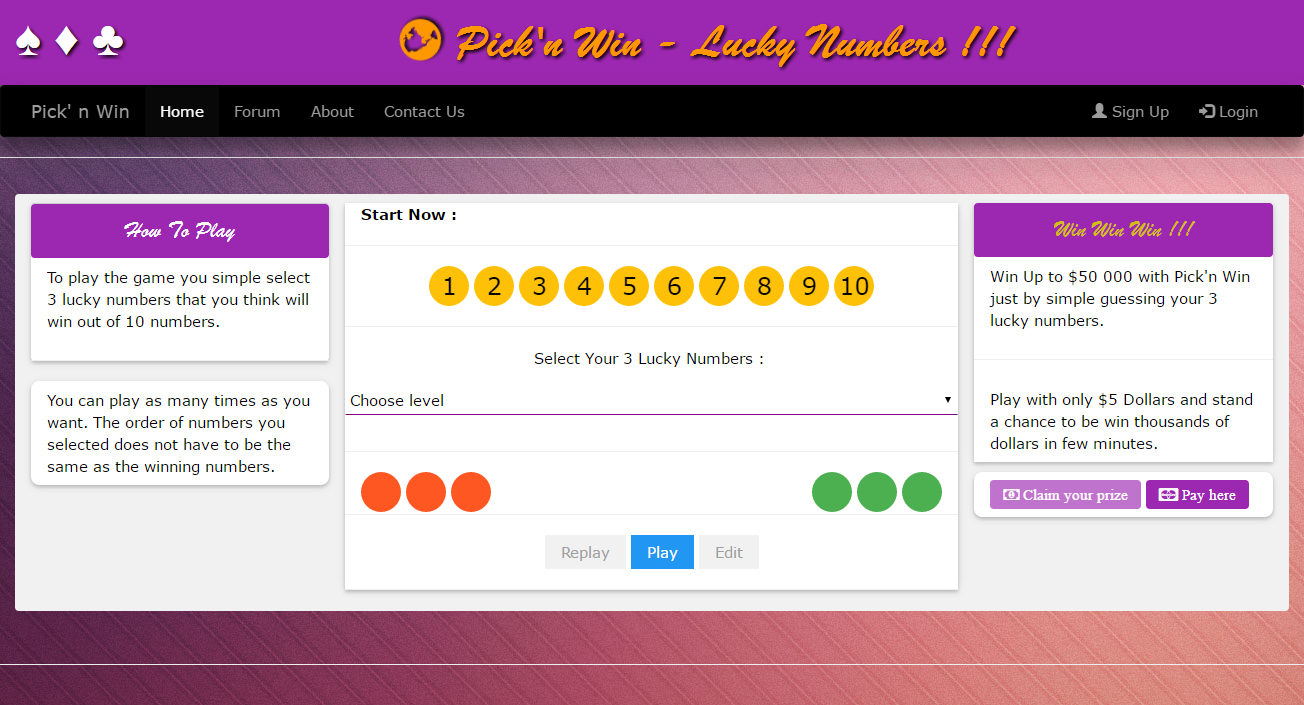 Pick'n Win - Lucky Numbers !!!
Pick' n Win Home Forum About Contact Us Sign Up Login
How To Play
To play the game you simple select
3 lucky numbers that you think will
win out of 10 numbers.
You can play as many times as you
want. The order of numbers you
selected does not have to be the
same as the winning numbers.
Start Now :
1 2 3 4 5 6 7 8 9 10
Select Your 3 Lucky Numbers :
Choose level
Replay Play Edit
Win Win Win !!!
Win Up to $50 000 with Pick'n Win
just by simple guessing your 3
lucky numbers.
Play with only $5 Dollars and stand
a chance to be win thousands of
dollars in few minutes.
Claim your prize Pay here